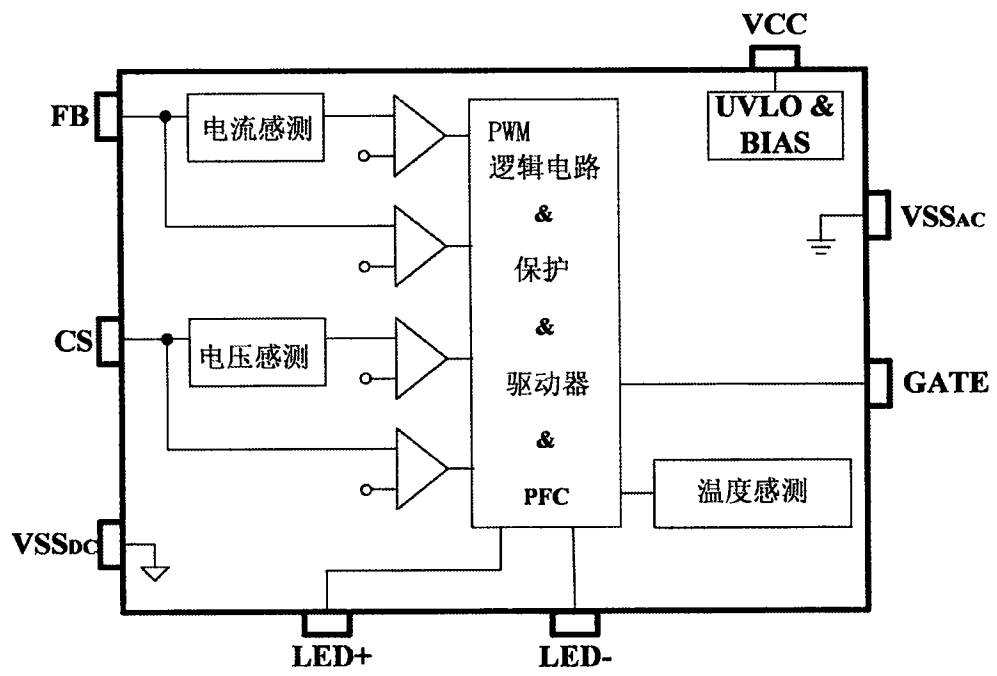 VCC
FB
电流感测
UVLO &
BIAS
PWM
逻辑电路
&
保护
&
驱动器
&
PFC
VSSAC
CS
电压感测
GATE
温度感测
VSSDC
LED+
LED-